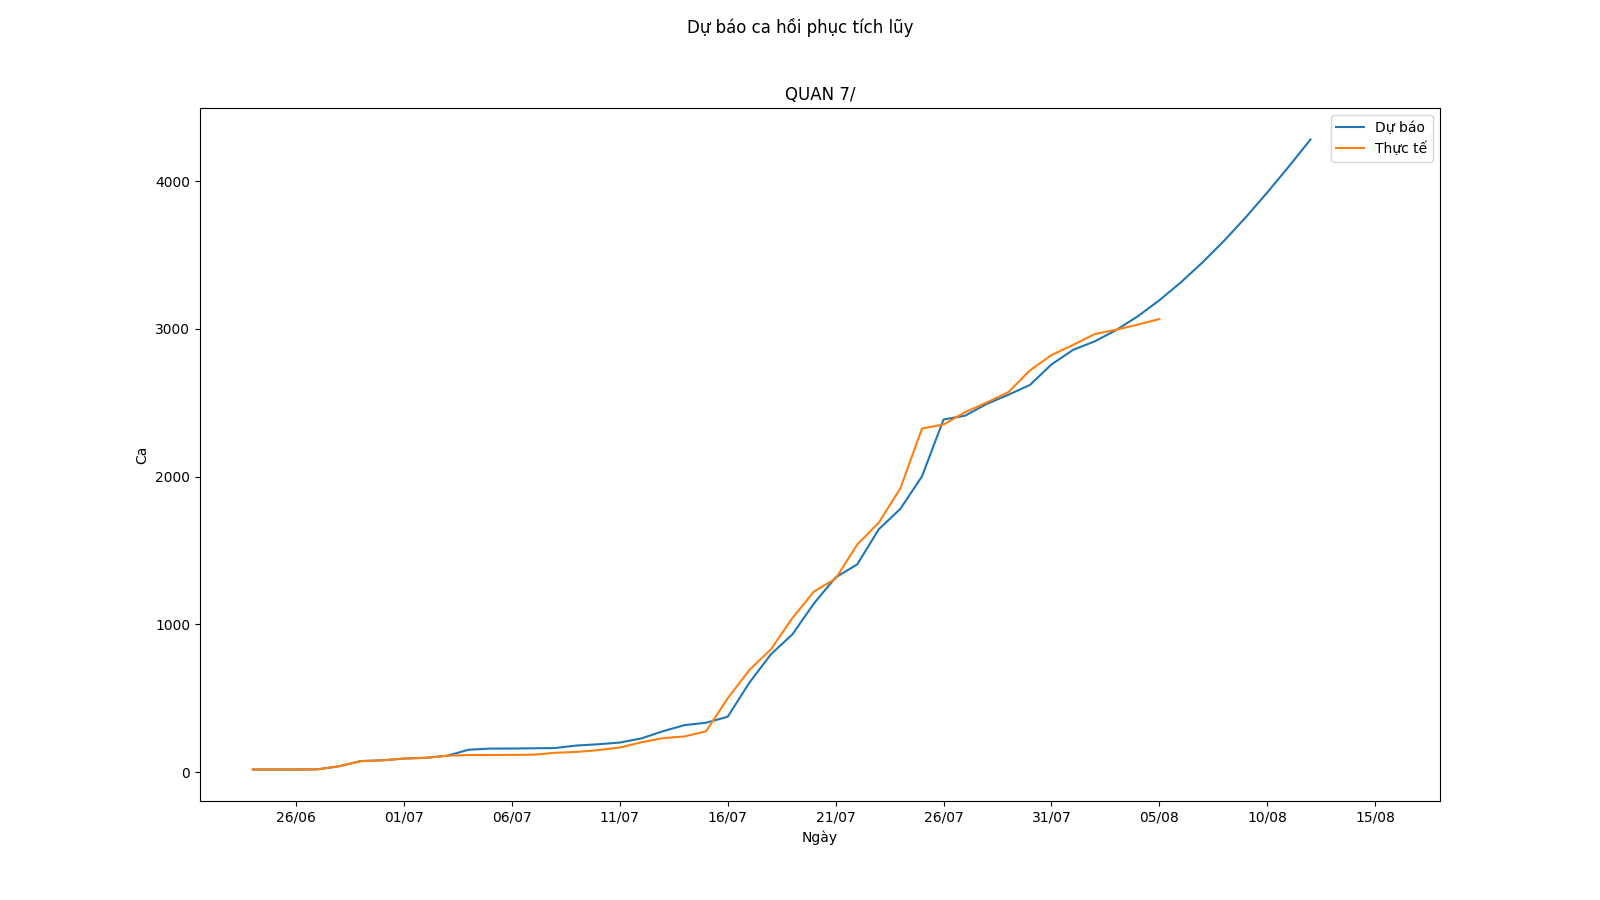 Dự báo ca hồi phục tích lũy
QUAN 7/
Dự báo
Thực tế
4000
3000
2000
1000
0
Ca
26/06 01/07 06/07 11/07 16/07 21/07 26/07 31/07 05/08 10/08 15/08
Ngày